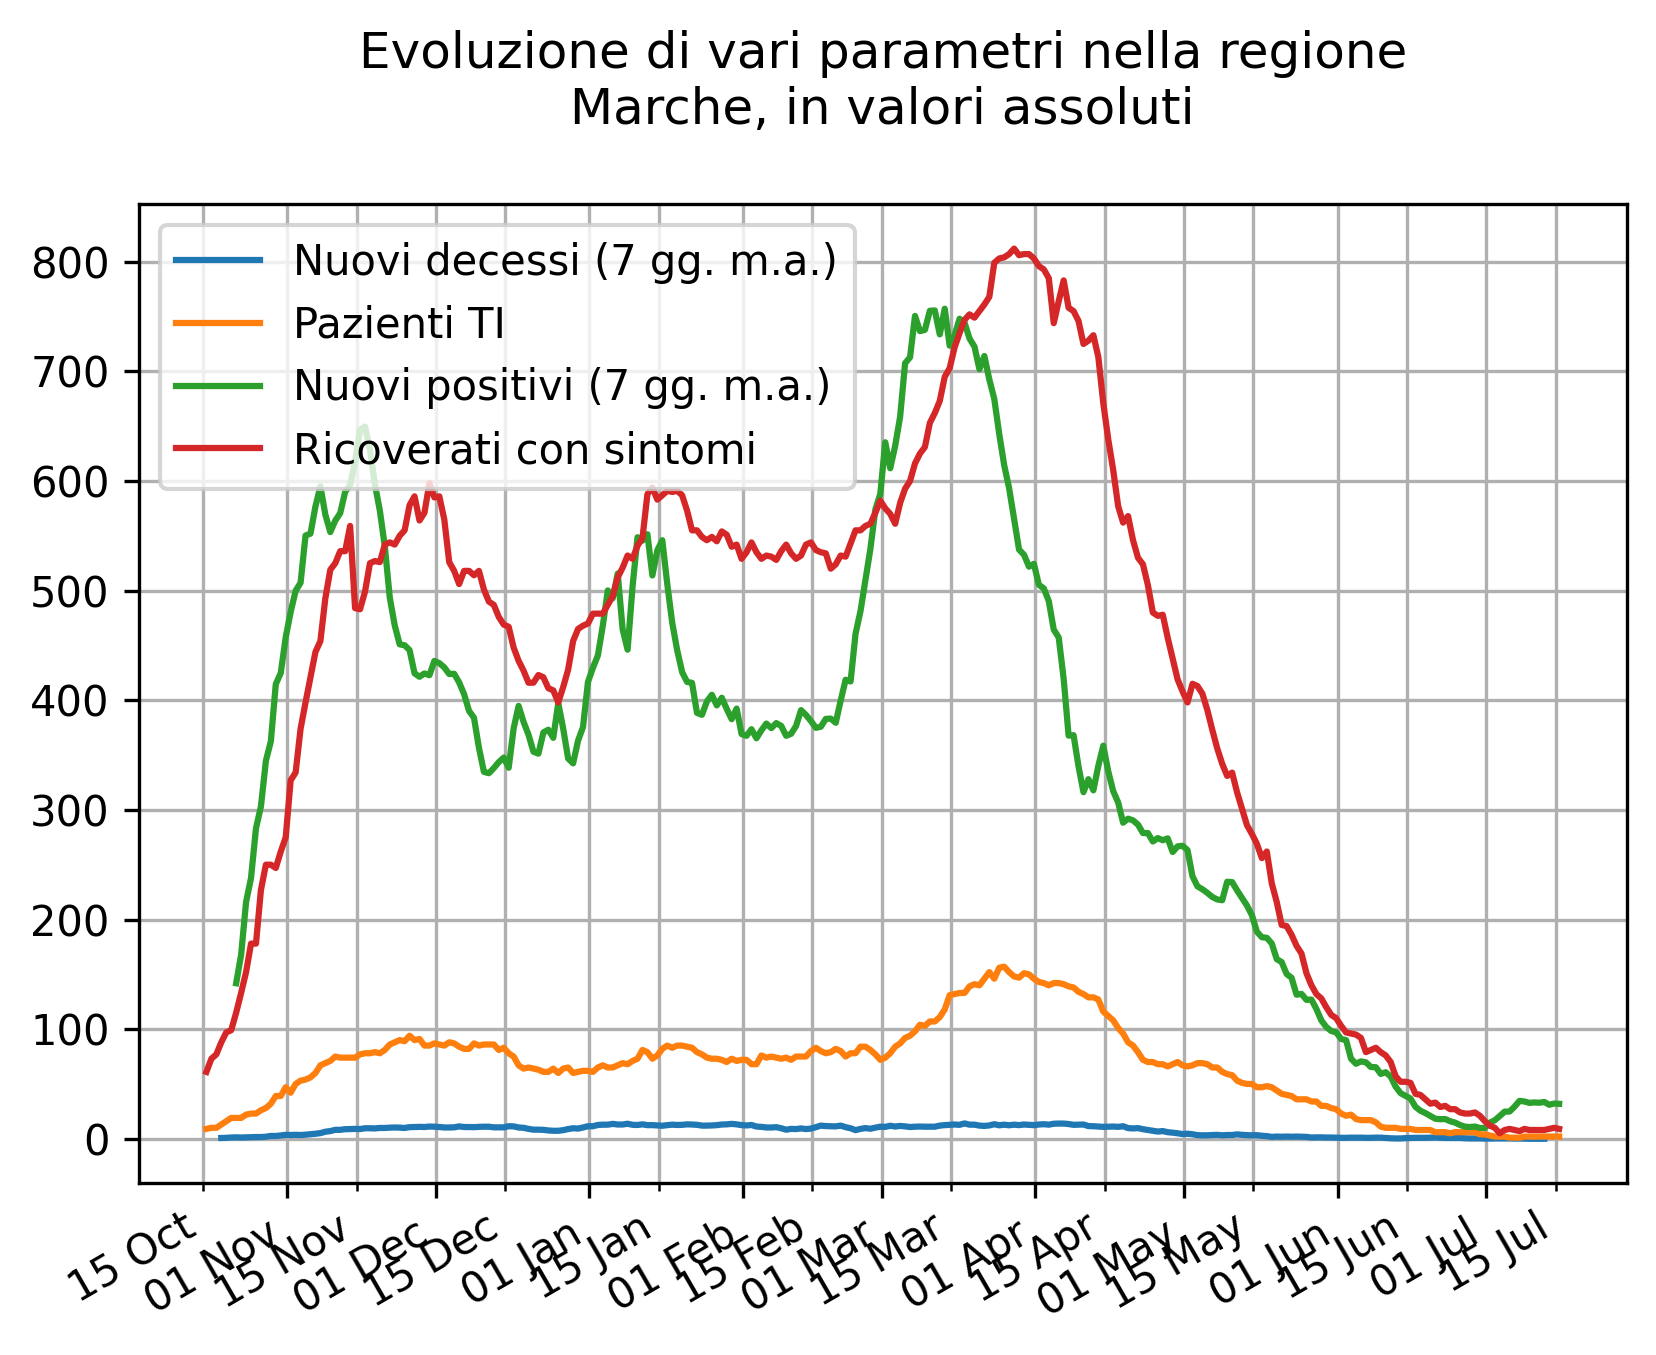 Evoluzione di vari parametri nella regione
Marche, in valori assoluti
Nuovi decessi (7 gg. m.a.)
Pazienti TI
Nuovi positivi (7 gg. m.a.)
Ricoverati con sintomi
800
700
600
500
400
300
200
100
0
15 Oct
01 Nov
15 Nov
01 Dec
15 Dec
01 Jan
15 Jan
01 Feb
15 Feb
01 Mar
15 Mar
01 Apr
15 Apr
01 May
15 May
01 Jun
15 Jun
01 Jul
15 Jul